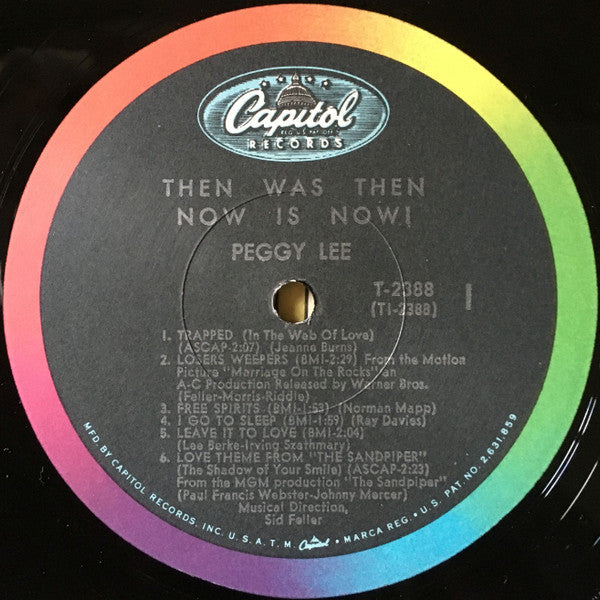 Capitol
REG. U.S. PAT. OFF.
RECORDS
THEN WAS THEN
NOW IS NOW!
PEGGY LEE
T-2388
(T1-2388)
1
1. TRAPPED (In The Web Of Love)
(ASCAP-2:07) (Jeanne Burns)
2. LOSERS WEEPERS (BMI-2:29) From the Motion
Picture "Marriage On The Rocks" an
A-C Production Released by Warner Bros.
(Feller-Morris-Riddle)
3. FREE SPIRITS (BMI-1:53) (Norman Mapp)
4. I GO TO SLEEP (BMI-1:59) (Ray Davies)
5. LEAVE IT TO LOVE (BMI-2:04)
(Lee Berke-Irving Szathmary)
6. LOVE THEME FROM "THE SANDPIPER"
(The Shadow of Your Smile) (ASCAP-2:23)
From the MGM production "The Sandpiper"
(Paul Francis Webster-Johnny Mercer)
Musical Direction,
Sid Feller
MFD. BY CAPITOL RECORDS, INC. U.S.A. T.M. Capitol • MARCA REG. • U.S. PAT. NO. 2,631,859